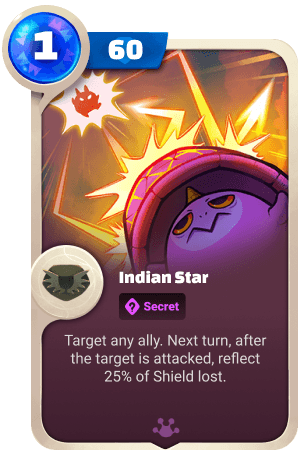 1
60
Indian Star
Secret
Target any ally. Next turn, after
the target is attacked, reflect
25% of Shield lost.